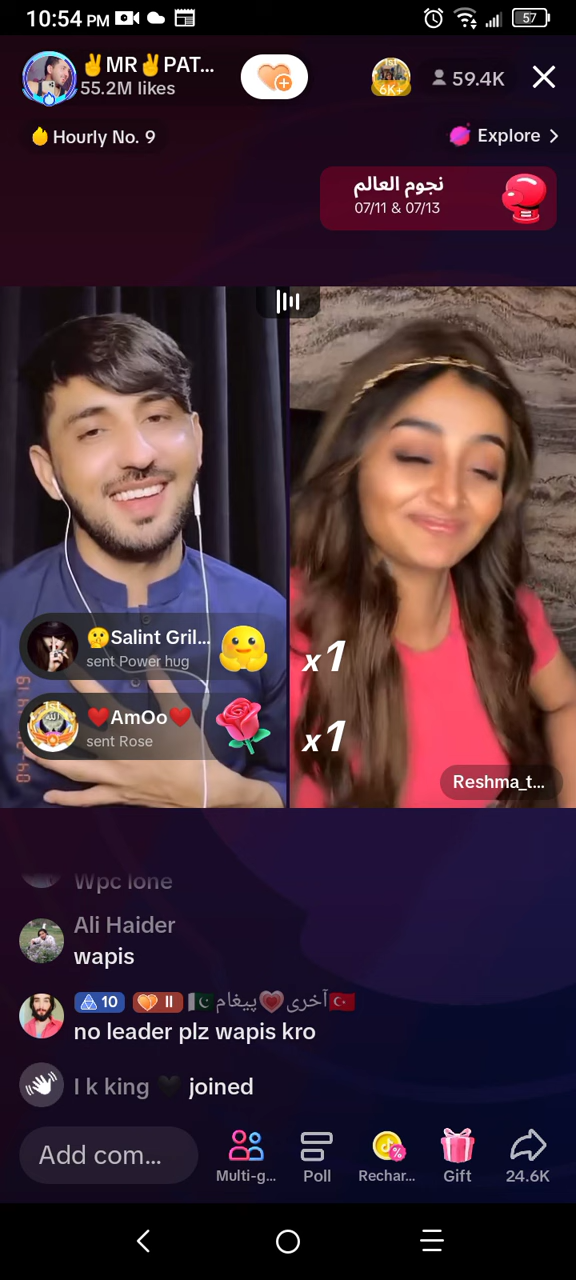 10:54 PM
57
✌️MR✌️PAT...
55.2M likes
1st
6K+
59.4K
Hourly No. 9
Explore >
نجوم العالم
07/11 & 07/13
🤫Salint Gril...
sent Power hug
x1
❤️AmOo❤️
sent Rose
x1
Reshma_t...
Wpc lone
Ali Haider
wapis
10 II 🇵🇰آخری💗پیغام🇹🇷
no leader plz wapis kro
I k king 🖤 joined
Add com...
Multi-g...
Poll
Rechar...
Gift
24.6K